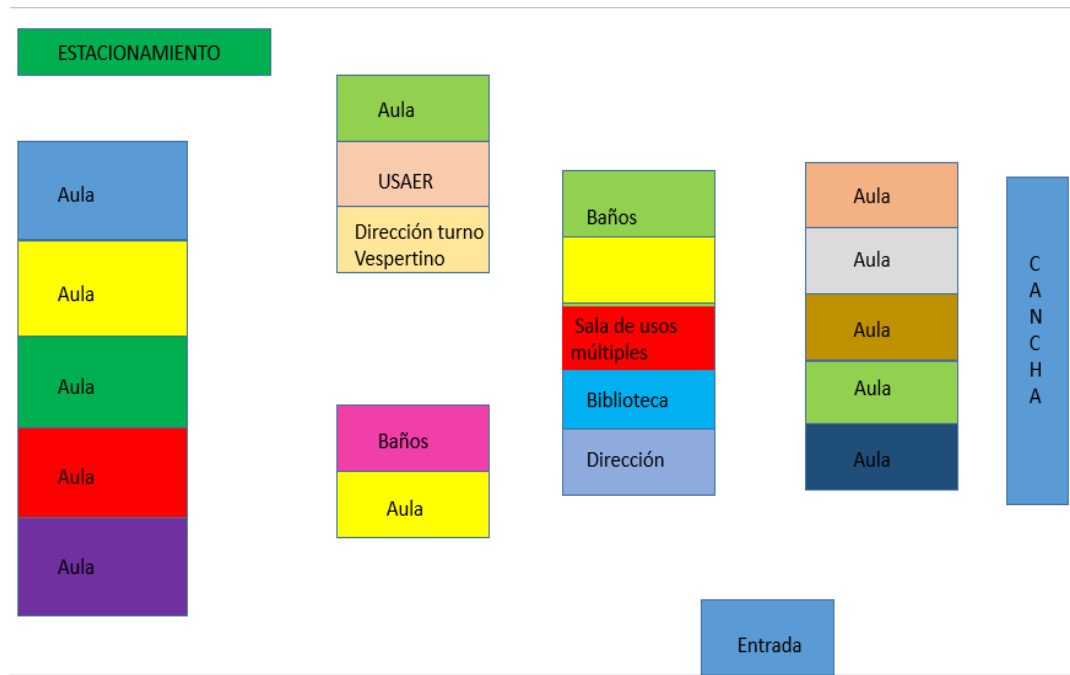 ESTACIONAMIENTO
Aula
Aula
Aula
Aula
Aula
Aula
USAER
Dirección turno
Vespertino
Baños
Aula
Baños
Sala de usos
múltiples
Biblioteca
Dirección
Aula
Aula
Aula
Aula
Aula
C
A
N
C
H
A
Entrada